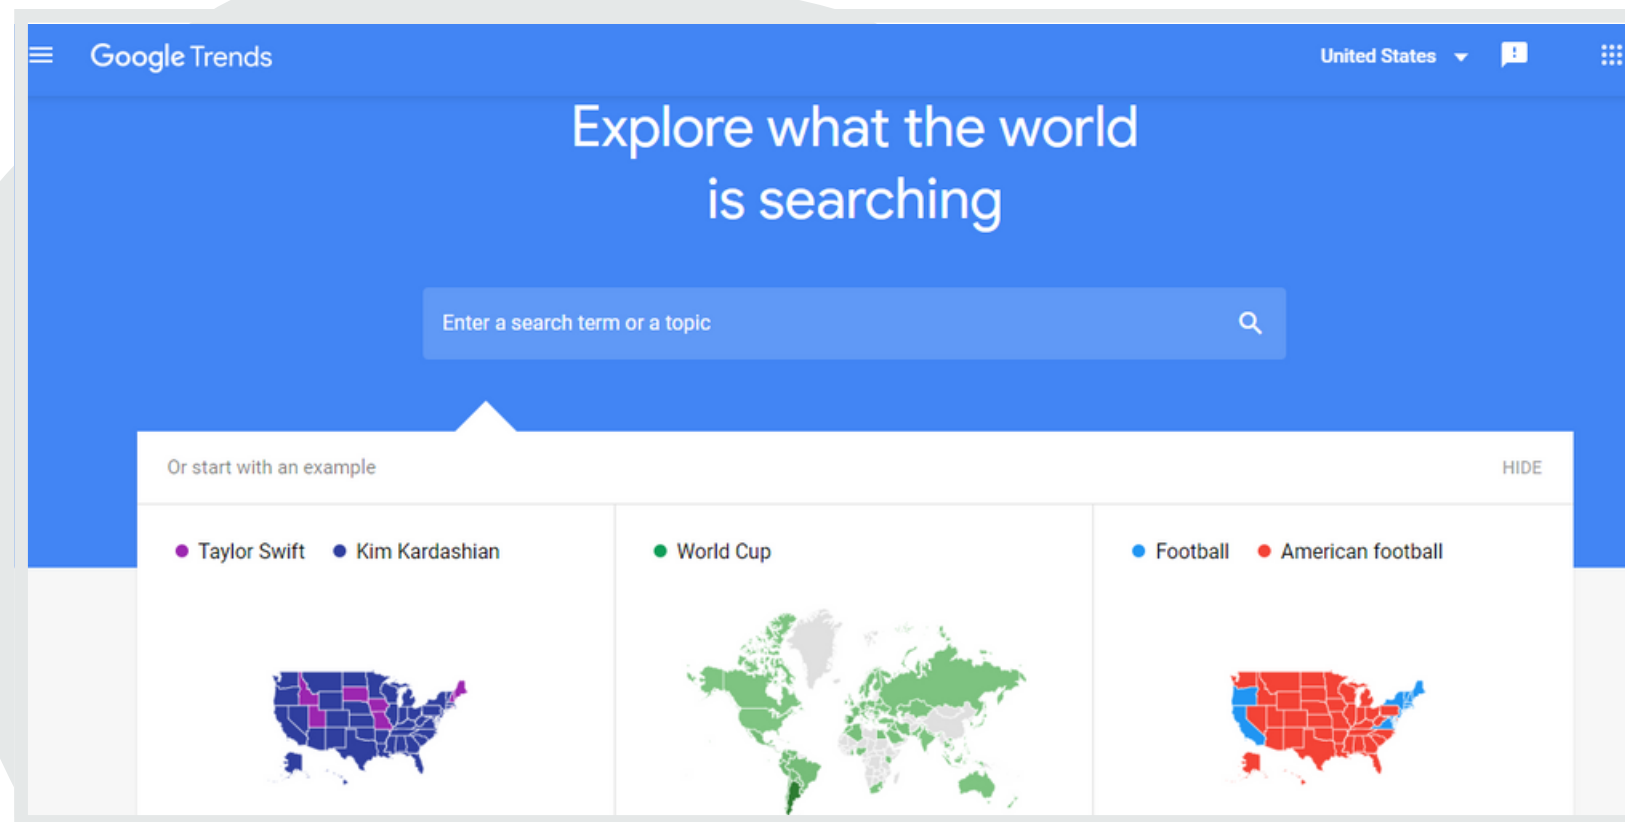 Google Trends
United States
Explore what the world
is searching
Enter a search term or a topic
Or start with an example
HIDE
Taylor Swift Kim Kardashian
World Cup
Football American football